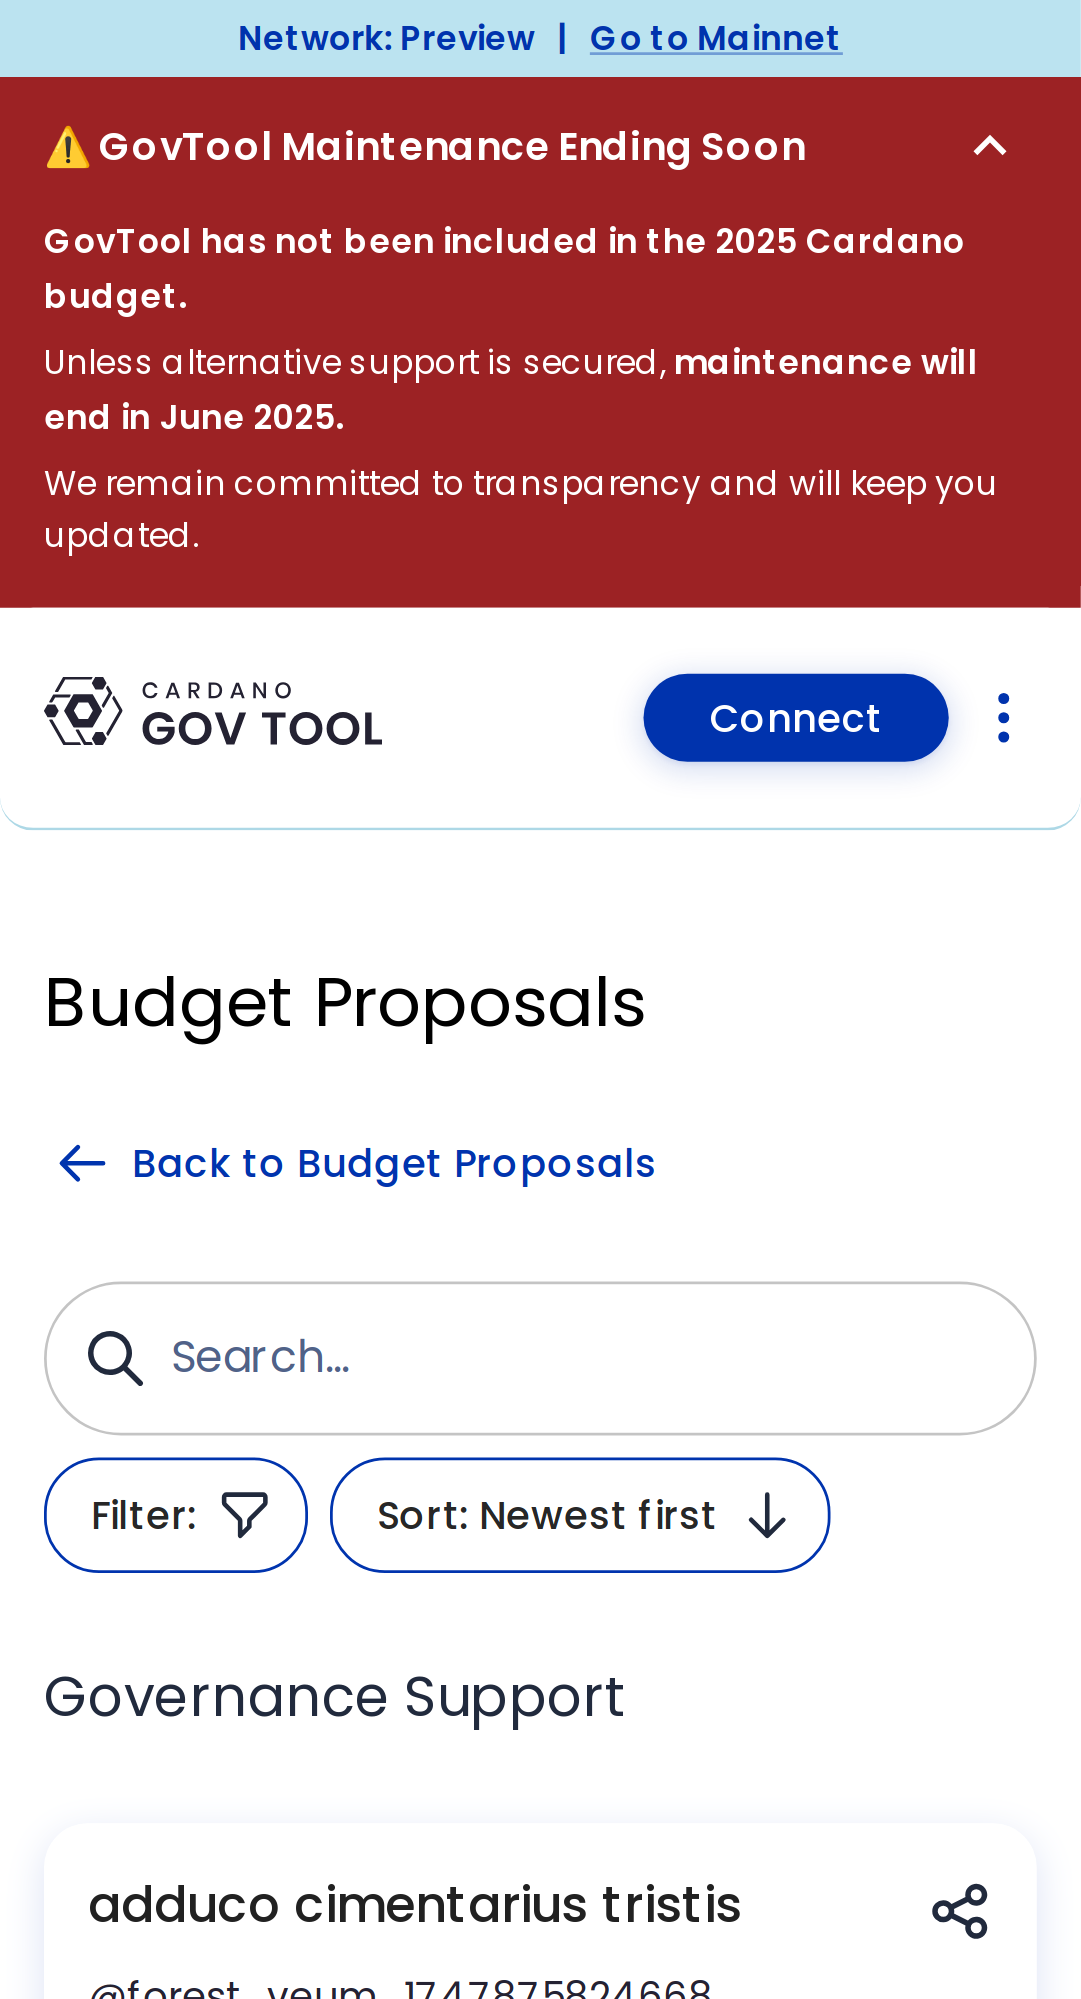 Network: Preview | Go to Mainnet
⚠️ GovTool Maintenance Ending Soon
GovTool has not been included in the 2025 Cardano
budget.
Unless alternative support is secured, maintenance will
end in June 2025.
We remain committed to transparency and will keep you
updated.
CARDANO
GOV TOOL
Connect
Budget Proposals
Back to Budget Proposals
Search...
Filter:
Sort: Newest first
Governance Support
adduco cimentarius tristis
@forest_veum_1747875824668